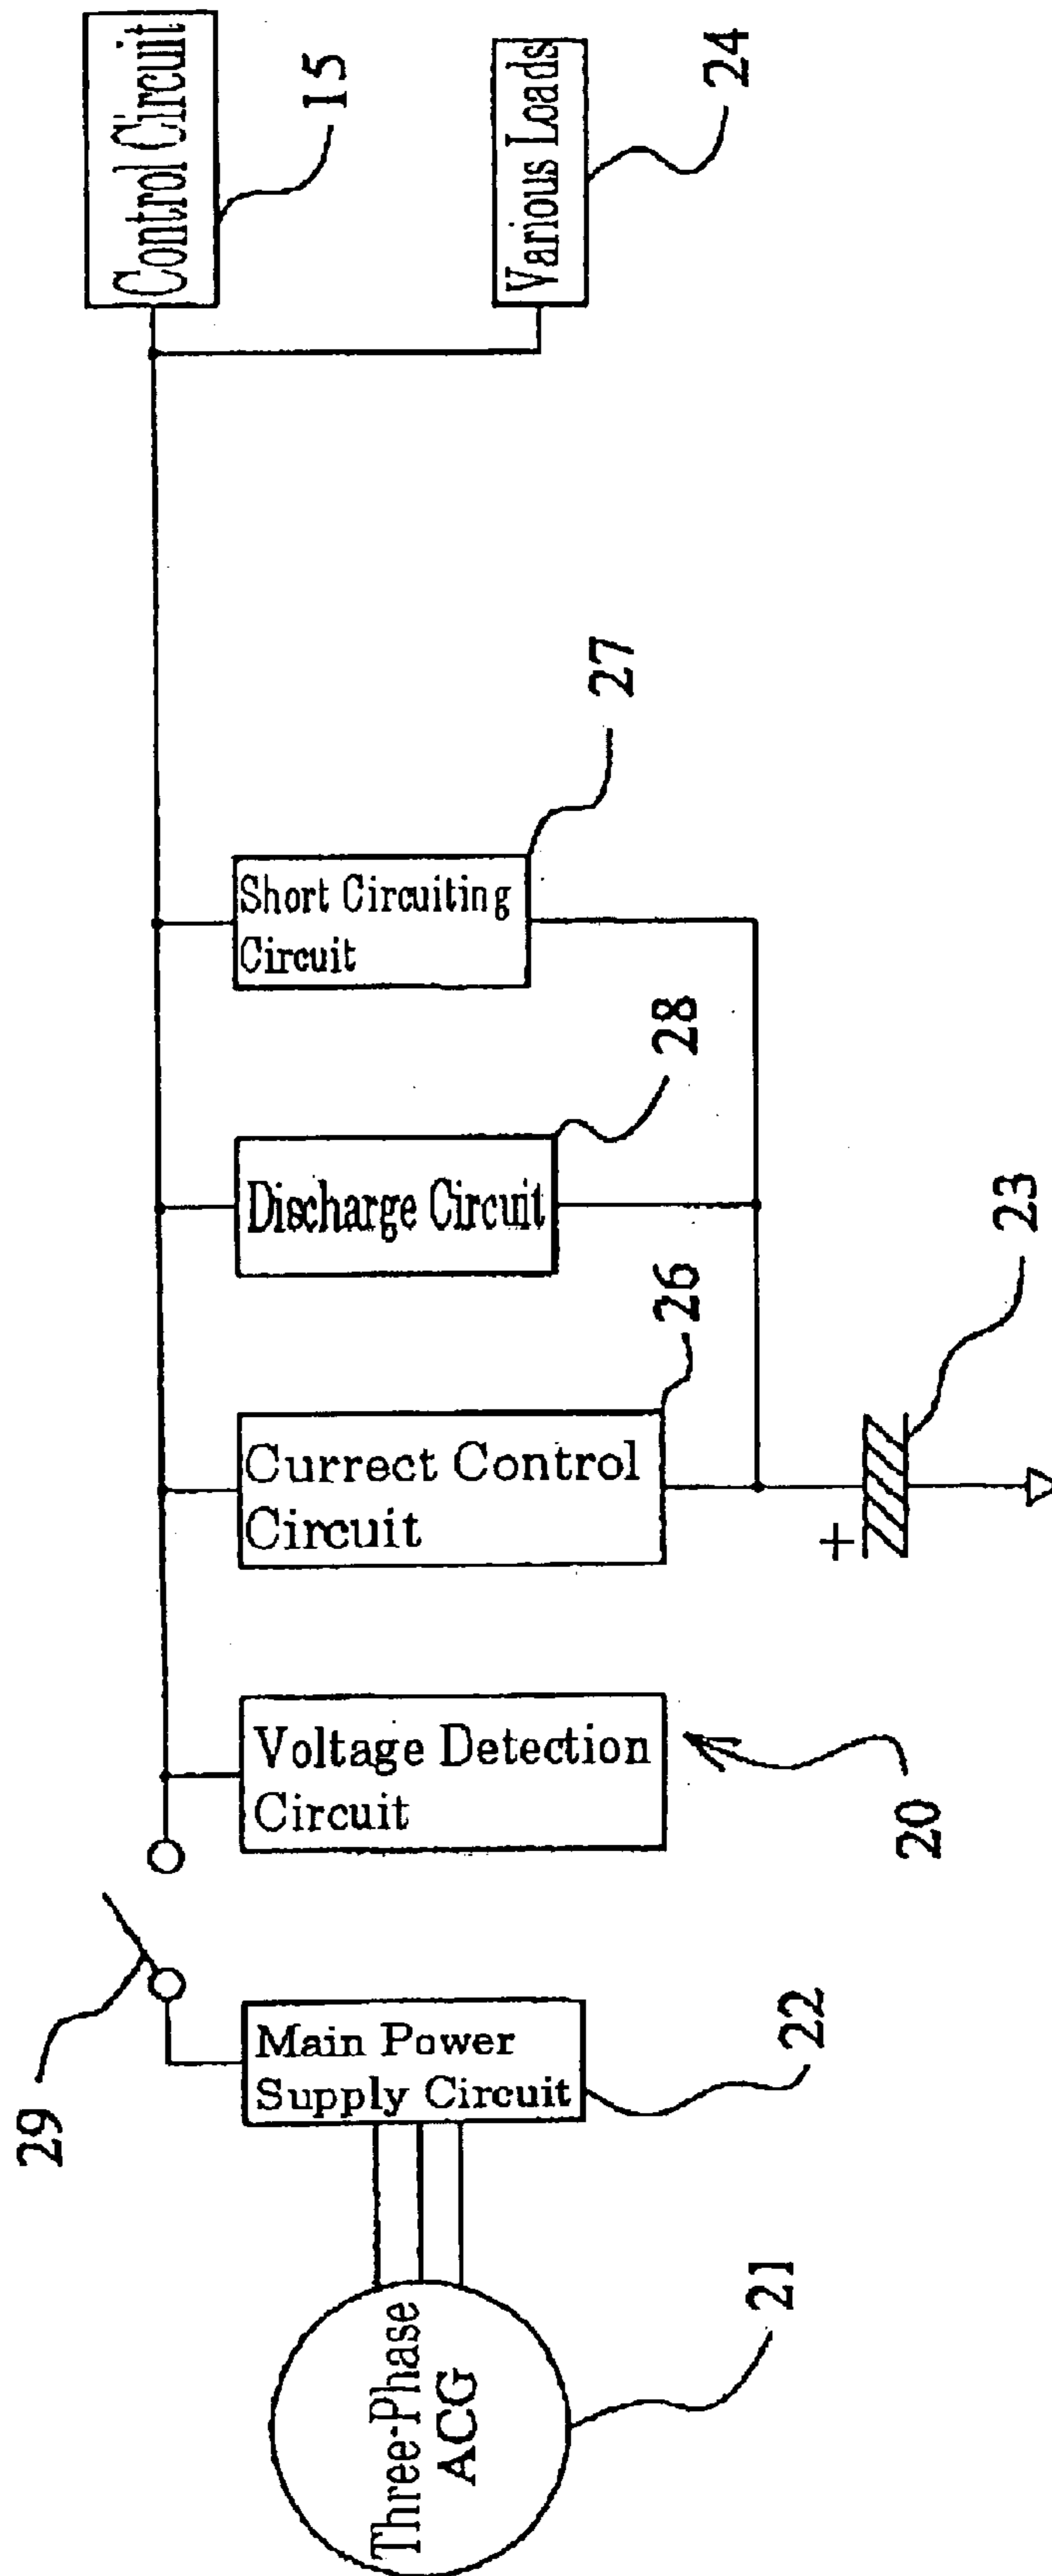 Control Circuit
15
Various Loads
24
Short Circuiting
Circuit
27
Discharge Circuit
28
Currect Control
Circuit
26
+
23
Voltage Detection
Circuit
20
29
Main Power
Supply Circuit
22
Three-Phase
ACG
21